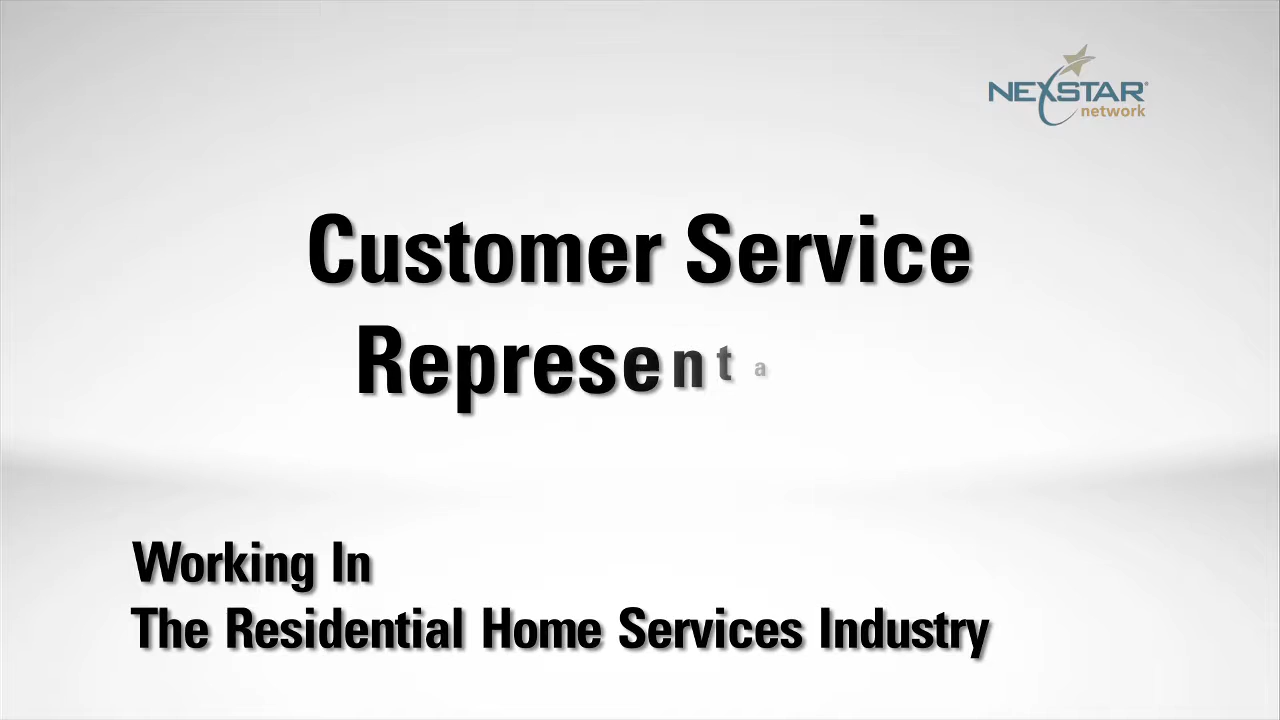 NEXSTAR®
network
Customer Service
Representa
Working In
The Residential Home Services Industry